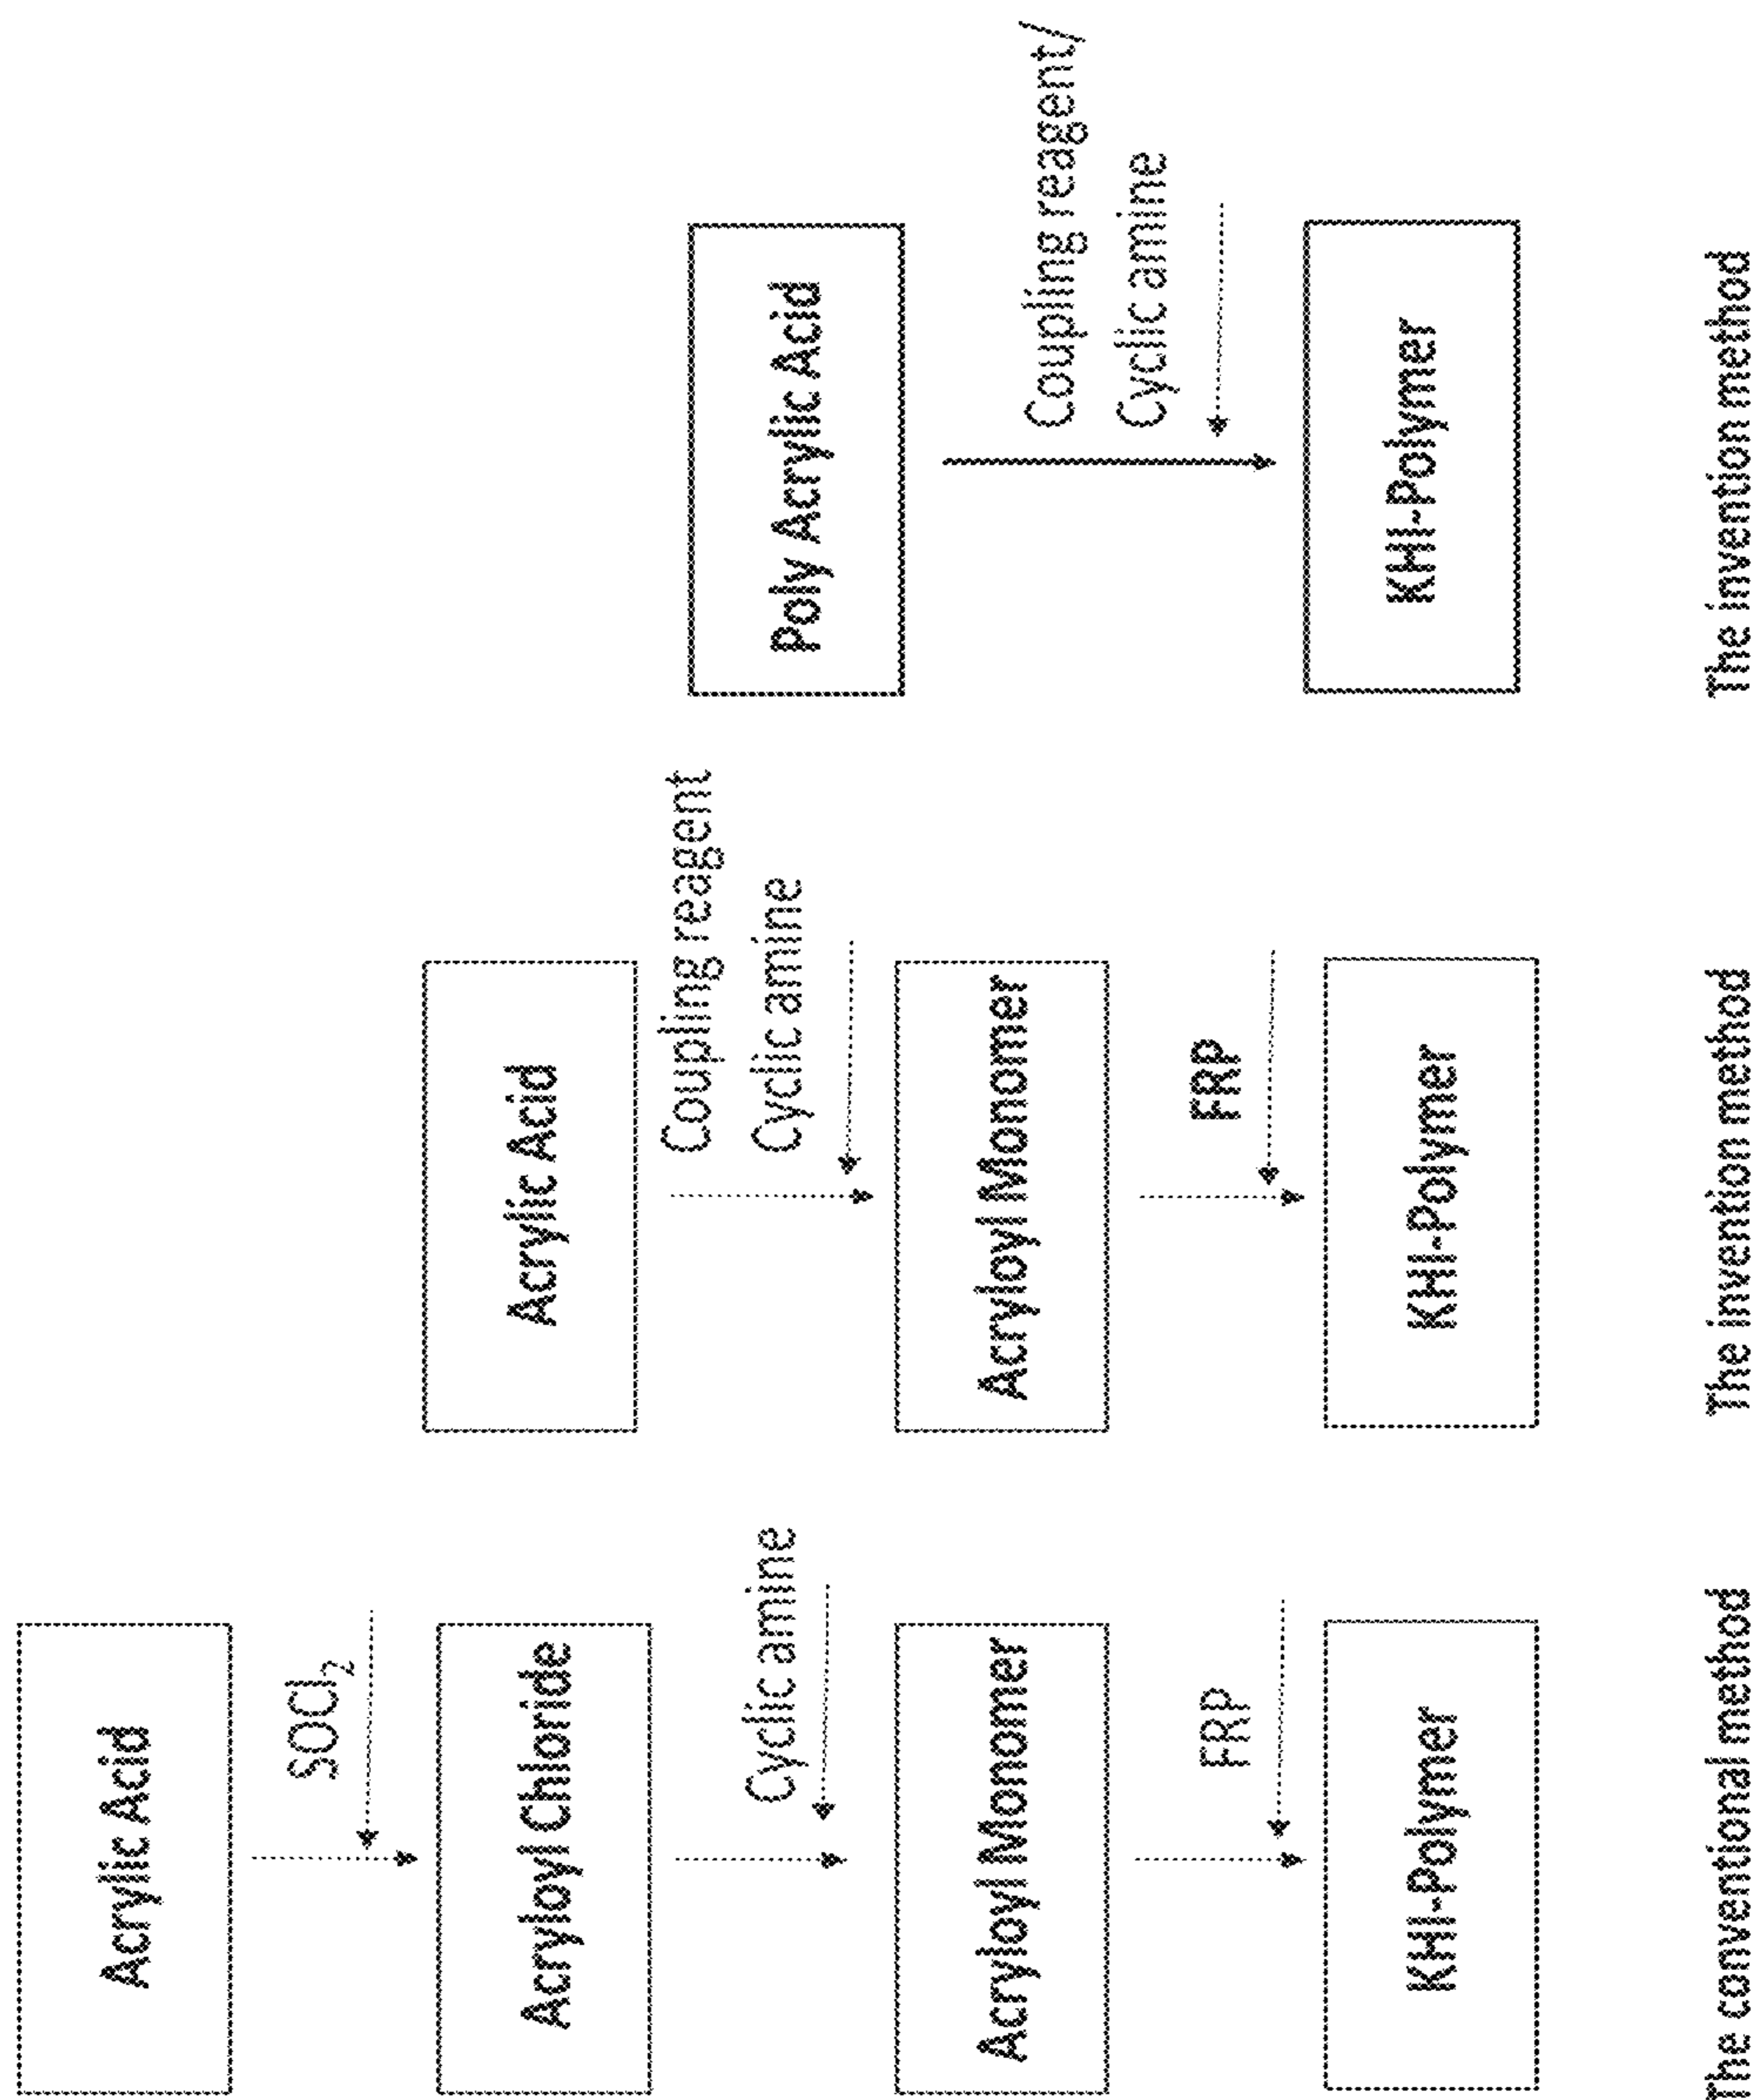 Acrylic Acid
SOCl₂
Acryloyl Chloride
Cyclic amine
Acryloyl Monomer
FRP
KHI-Polymer
The conventional method
Acrylic Acid
Coupling reagent
Cyclic amine
Acryloyl Monomer
FRP
KHI-Polymer
The invention method
Poly Acrylic Acid
Coupling reagent/
Cyclic amine
KHI-Polymer
The invention method